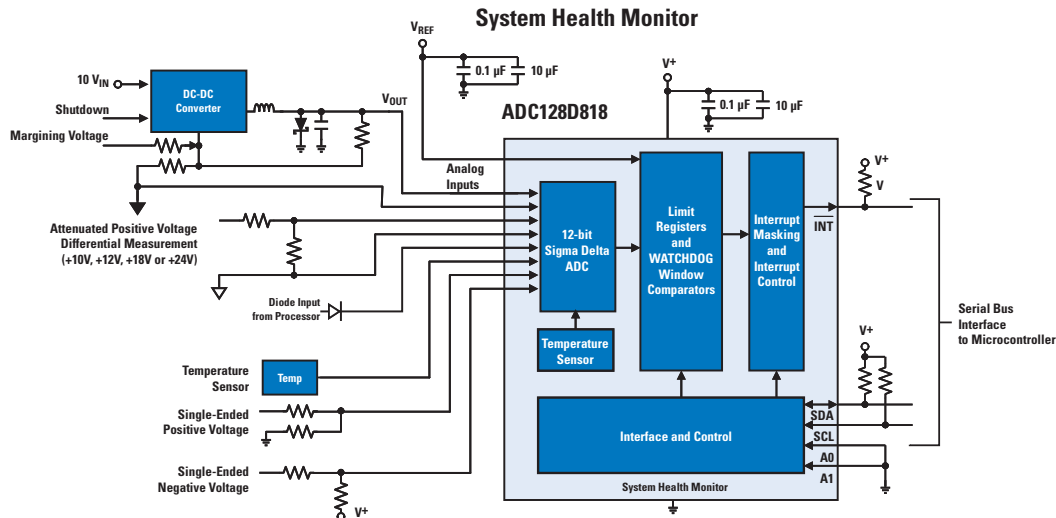 System Health Monitor
VREF
0.1 µF
10 µF
V+
0.1 µF
10 µF
10 VIN
DC-DC
Converter
Shutdown
Margining Voltage
VOUT
ADC128D818
Analog
Inputs
Attenuated Positive Voltage
Differential Measurement
(+10V, +12V, +18V or +24V)
12-bit
Sigma Delta
ADC
Limit
Registers
and
WATCHDOG
Window
Comparators
Interrupt
Masking
and
Interrupt
Control
V+
V
INT
Diode Input
from Processor
Temperature
Sensor
Serial Bus
Interface
to Microcontroller
V+
Temperature
Sensor
Temp
Single-Ended
Positive Voltage
Interface and Control
SDA
SCL
A0
A1
Single-Ended
Negative Voltage
V+
System Health Monitor